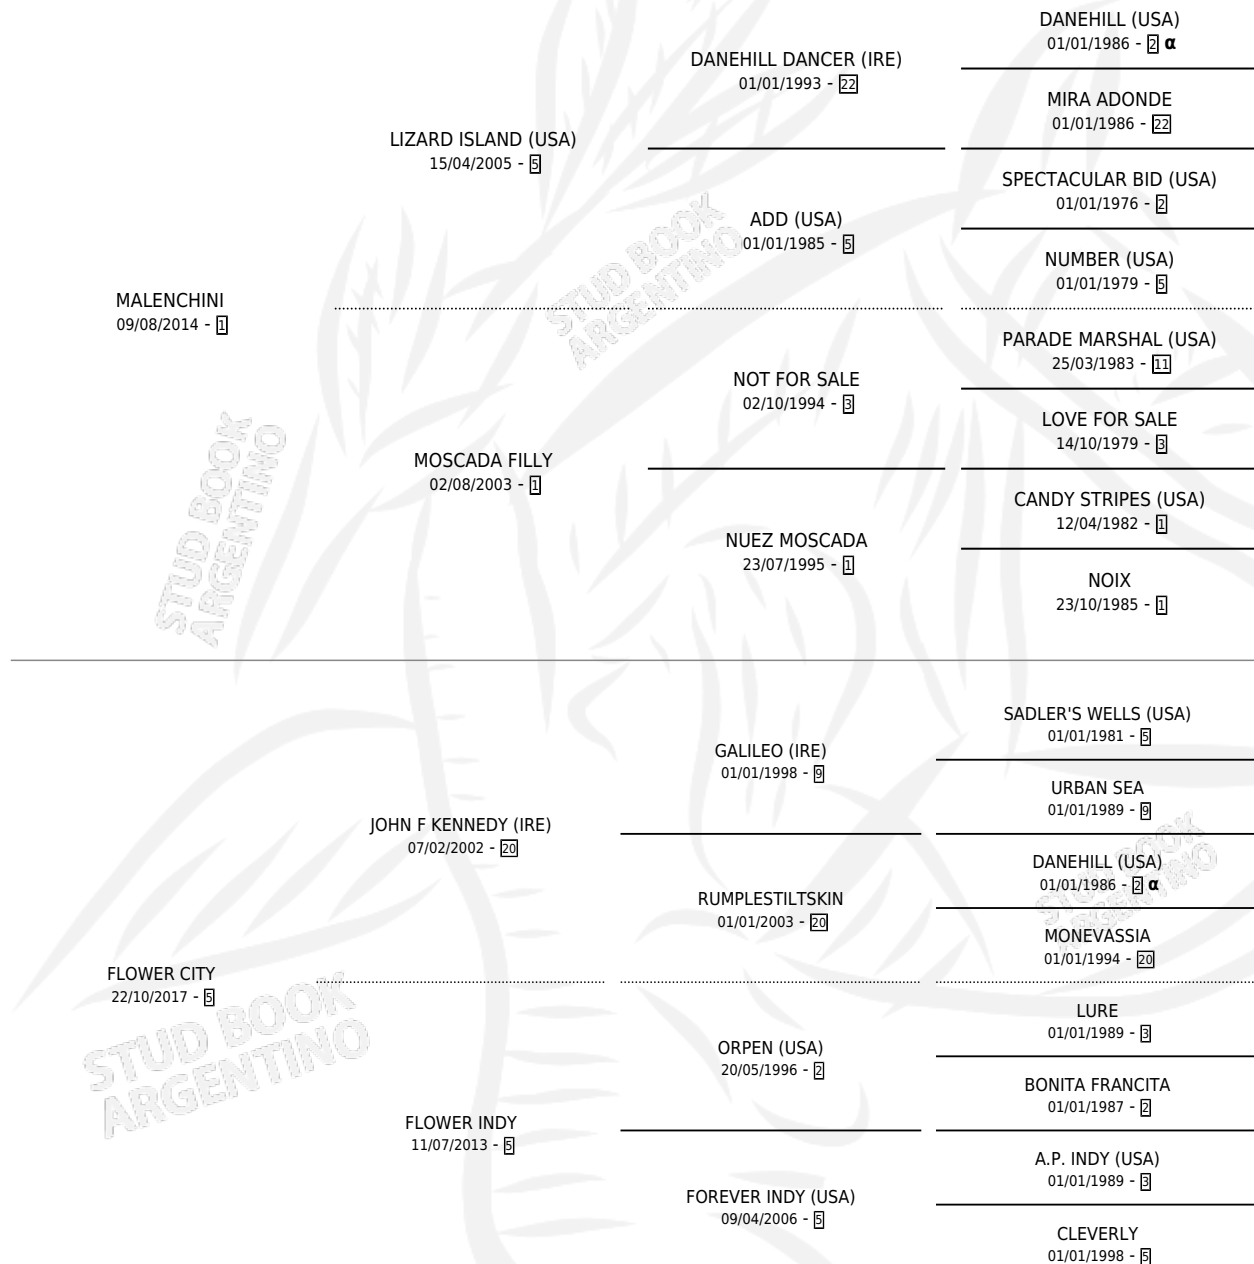 DANEHILL (USA)
01/01/1986 - 2 α
DANEHILL DANCER (IRE)
01/01/1993 - 22
MIRA ADONDE
01/01/1986 - 22
LIZARD ISLAND (USA)
15/04/2005 - 5
SPECTACULAR BID (USA)
01/01/1976 - 2
ADD (USA)
01/01/1985 - 5
NUMBER (USA)
01/01/1979 - 5
MALENCHINI
09/08/2014 - 1
PARADE MARSHAL (USA)
25/03/1983 - 11
NOT FOR SALE
02/10/1994 - 3
LOVE FOR SALE
14/10/1979 - 3
MOSCADA FILLY
02/08/2003 - 1
CANDY STRIPES (USA)
12/04/1982 - 1
NUEZ MOSCADA
23/07/1995 - 1
NOIX
23/10/1985 - 1
SADLER'S WELLS (USA)
01/01/1981 - 5
GALILEO (IRE)
01/01/1998 - 9
URBAN SEA
01/01/1989 - 9
JOHN F KENNEDY (IRE)
07/02/2002 - 20
DANEHILL (USA)
01/01/1986 - 2 α
RUMPLESTILTSKIN
01/01/2003 - 20
MONEVASSIA
01/01/1994 - 20
FLOWER CITY
22/10/2017 - 5
LURE
01/01/1989 - 3
ORPEN (USA)
20/05/1996 - 2
BONITA FRANCITA
01/01/1987 - 2
FLOWER INDY
11/07/2013 - 5
A.P. INDY (USA)
01/01/1989 - 3
FOREVER INDY (USA)
09/04/2006 - 5
CLEVERLY
01/01/1998 - 5
STUD BOOK
ARGENTINO
STUD BOOK
ARGENTINO
STUD BOOK
ARGENTINO
STUD BOOK
ARGENTINO